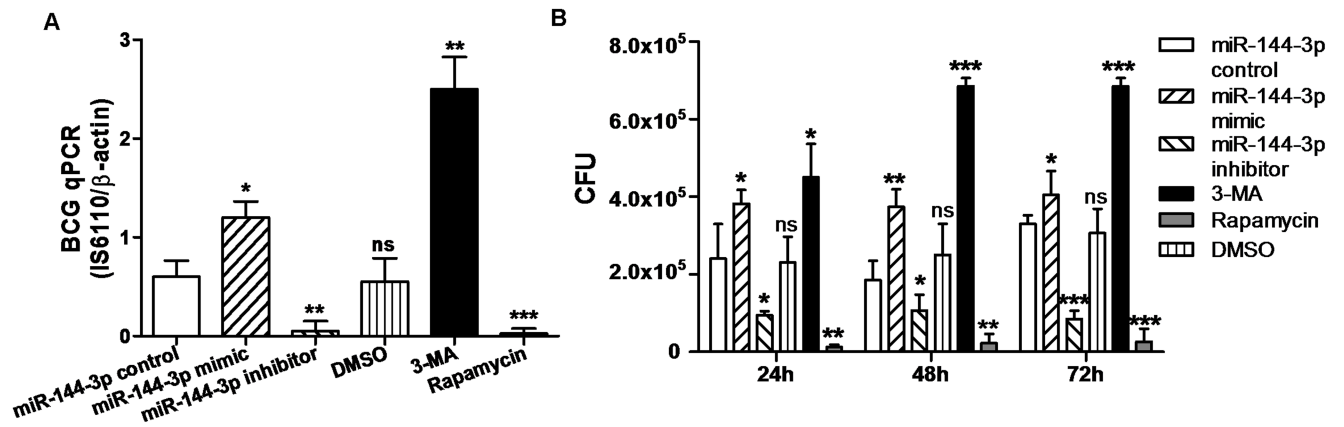 A
BCG qPCR
(IS6110/β-actin)
3
2
1
0
**
*
ns
**
***
miR-144-3p control
miR-144-3p mimic
miR-144-3p inhibitor
DMSO
3-MA
Rapamycin
B
CFU
8.0x10⁵
6.0x10⁵
4.0x10⁵
2.0x10⁵
0
*
*
ns
*
**
**
*
ns
***
**
*
***
ns
***
***
24h
48h
72h
miR-144-3p
control
miR-144-3p
mimic
miR-144-3p
inhibitor
3-MA
Rapamycin
DMSO